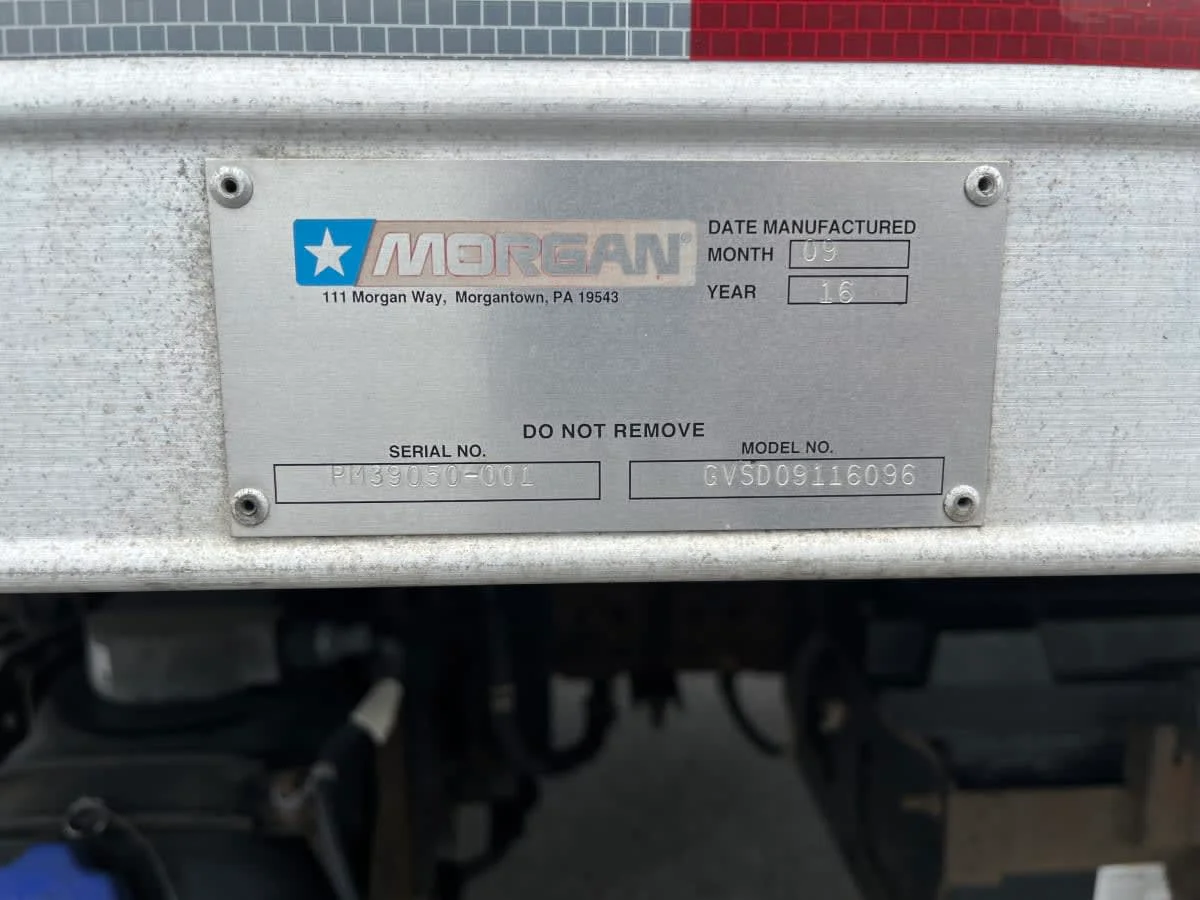 MORGAN®
111 Morgan Way, Morgantown, PA 19543
DATE MANUFACTURED
MONTH 09
YEAR 16
DO NOT REMOVE
SERIAL NO.
PM39050-001
MODEL NO.
GVSD09116096